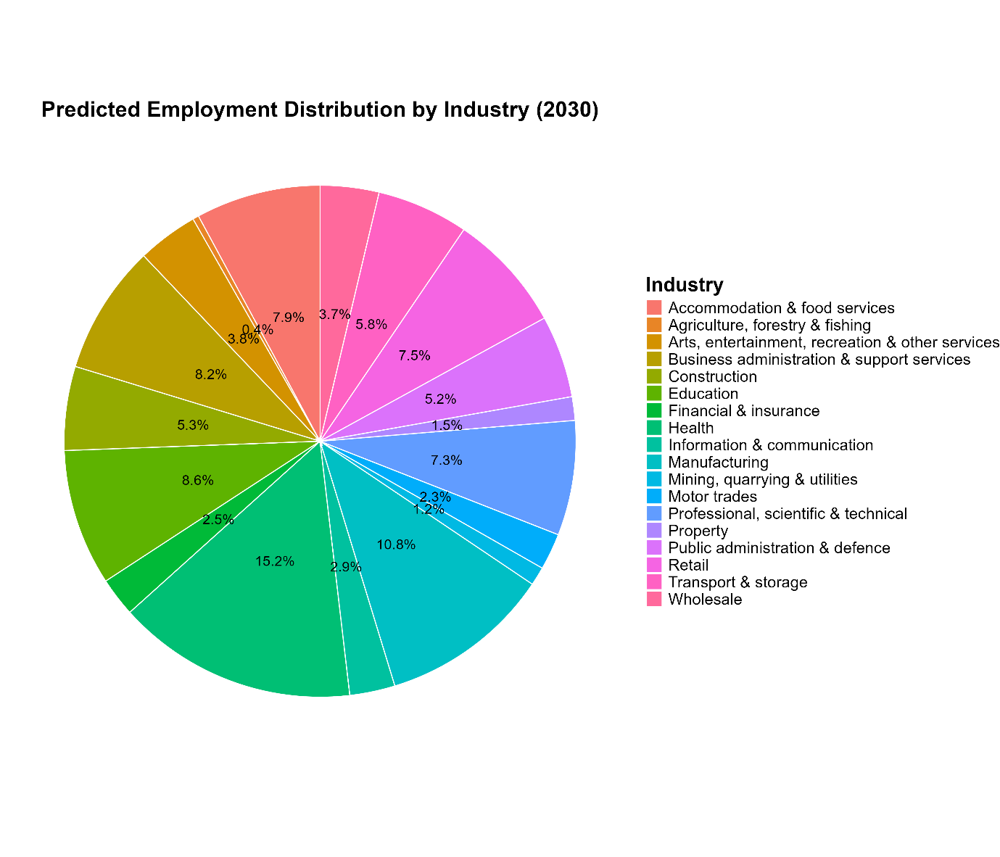 Predicted Employment Distribution by Industry (2030)
7.9%
3.7%
5.8%
0.4%
3.8%
7.5%
8.2%
5.2%
5.3%
1.5%
7.3%
8.6%
2.3%
1.2%
2.5%
10.8%
15.2%
2.9%
Industry
Accommodation & food services
Agriculture, forestry & fishing
Arts, entertainment, recreation & other services
Business administration & support services
Construction
Education
Financial & insurance
Health
Information & communication
Manufacturing
Mining, quarrying & utilities
Motor trades
Professional, scientific & technical
Property
Public administration & defence
Retail
Transport & storage
Wholesale